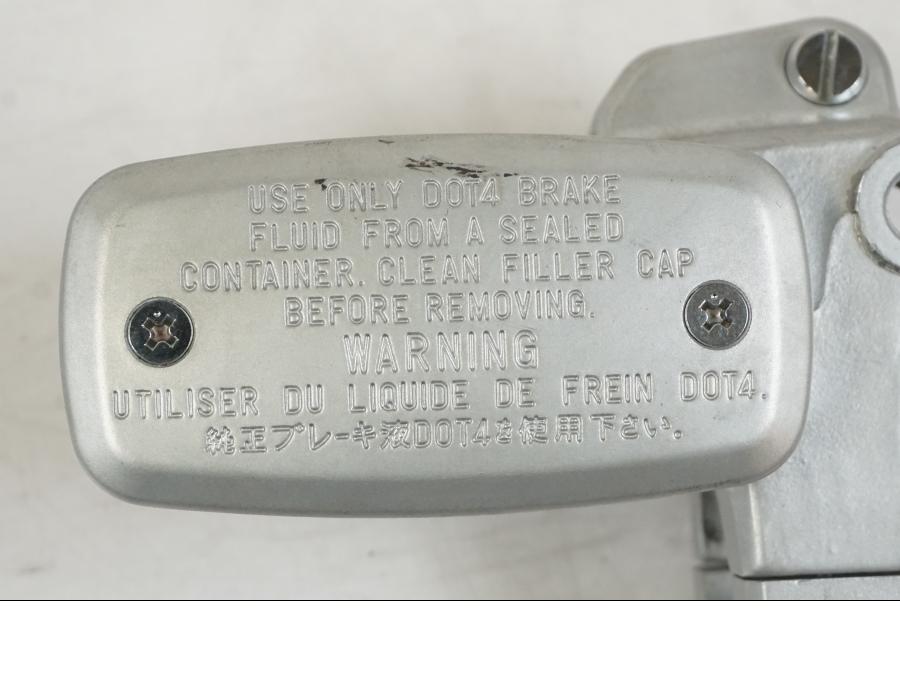 USE ONLY DOT4 BRAKE
FLUID FROM A SEALED
CONTAINER. CLEAN FILLER CAP
BEFORE REMOVING.
WARNING
UTILISER DU LIQUIDE DE FREIN DOT4.
純正ブレーキ液DOT4を使用下さい。